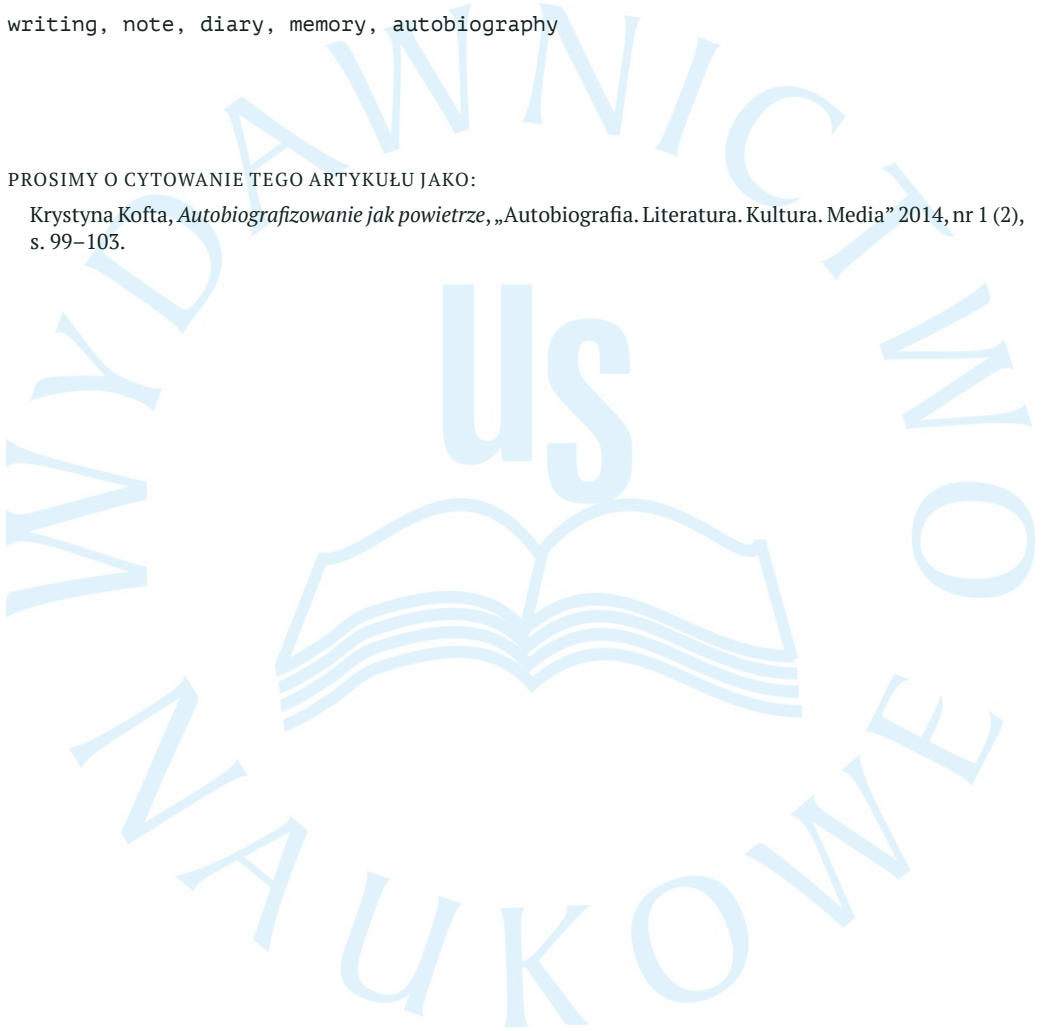 writing, note, diary, memory, autobiography
PROSIMY O CYTOWANIE TEGO ARTYKUŁU JAKO:
Krystyna Kofta, Autobiografizowanie jak powietrze, „Autobiografia. Literatura. Kultura. Media” 2014, nr 1 (2),
s. 99–103.
WYDAWNICTWO
US
NAUKOWE